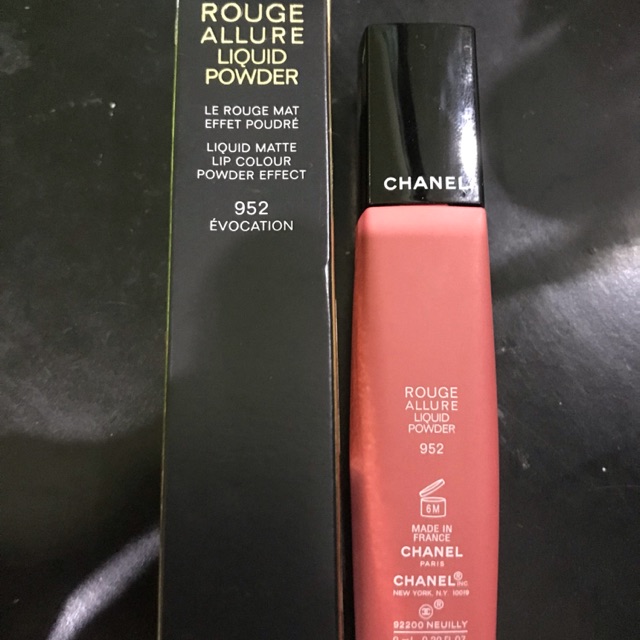 ROUGE
ALLURE
LIQUID
POWDER
LE ROUGE MAT
EFFET POUDRÉ
LIQUID MATTE
LIP COLOUR
POWDER EFFECT
952
ÉVOCATION
CHANEL
ROUGE
ALLURE
LIQUID
POWDER
952
6M
MADE IN
FRANCE
CHANEL
PARIS
CHANEL® INC.
NEW YORK, N.Y. 10019
92200 NEUILLY